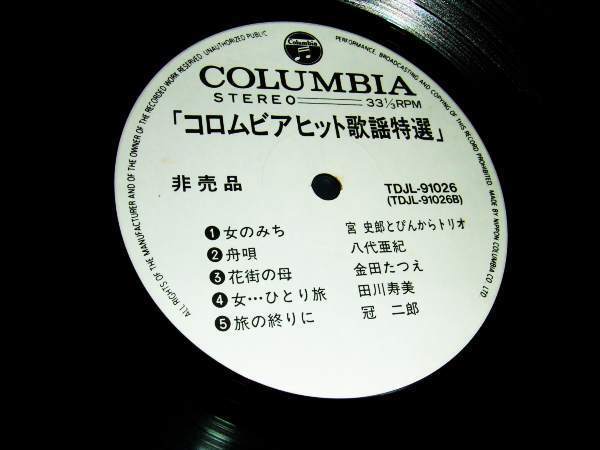 Columbia
COLUMBIA
STEREO 33⅓RPM
「コロムビアヒット歌謡特選」
非売品
TDJL-91026
(TDJL-91026B)
❶女のみち 宮 史郎とぴんからトリオ
❷舟唄 八代亜紀
❸花街の母 金田たつえ
❹女…ひとり旅 田川寿美
❺旅の終りに 冠 二郎
ALL RIGHTS OF THE MANUFACTURER AND OF THE OWNER OF THE RECORDED WORK RESERVED. UNAUTHORIZED PUBLIC PERFORMANCE, BROADCASTING AND COPYING OF THIS RECORD PROHIBITED. MADE BY NIPPON COLUMBIA CO. LTD